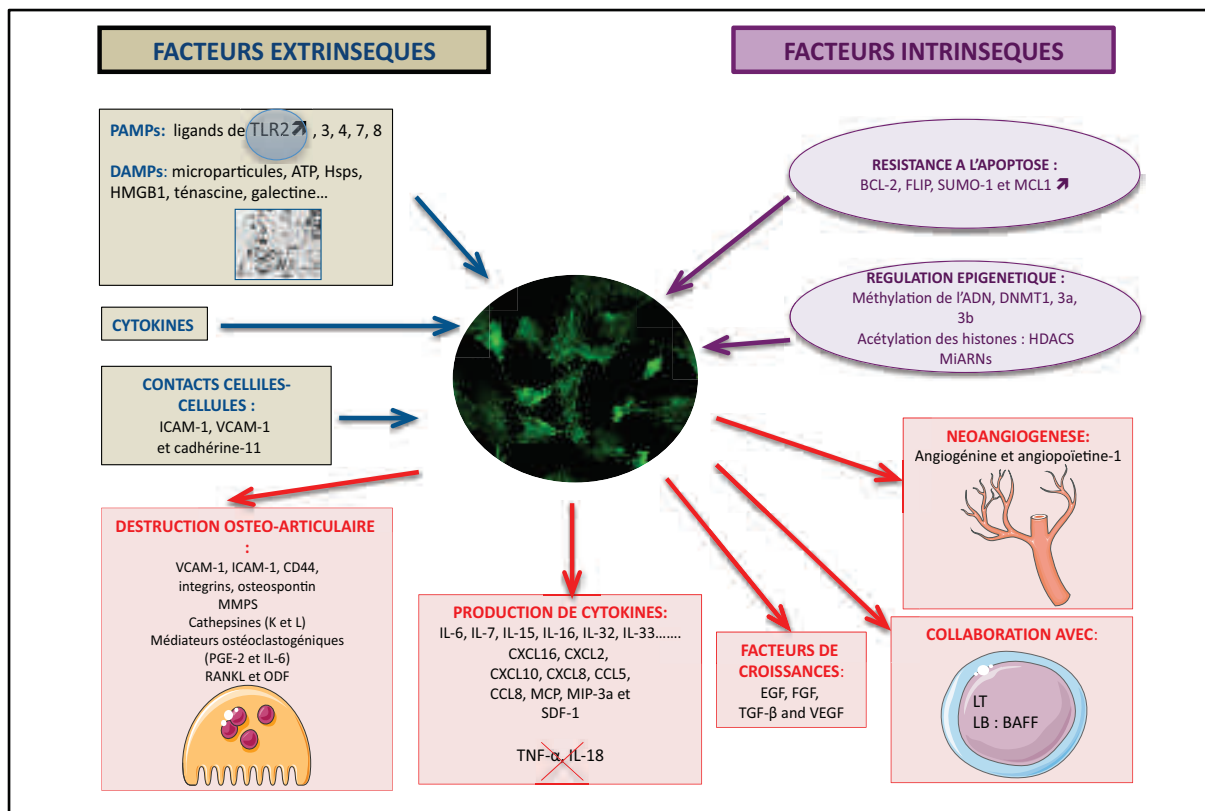 FACTEURS EXTRINSEQUES
FACTEURS INTRINSEQUES
PAMPs: ligands de TLR2↗ , 3, 4, 7, 8
DAMPs: microparticules, ATP, Hsps,
HMGB1, ténascine, galectine…
CYTOKINES
CONTACTS CELLILES-
CELLULES :
ICAM-1, VCAM-1
et cadhérine-11
RESISTANCE A L’APOPTOSE :
BCL-2, FLIP, SUMO-1 et MCL1 ↗
REGULATION EPIGENETIQUE :
Méthylation de l’ADN, DNMT1, 3a,
3b
Acétylation des histones : HDACS
MiARNs
DESTRUCTION OSTEO-ARTICULAIRE
:
VCAM-1, ICAM-1, CD44,
integrins, osteospontin
MMPS
Cathepsines (K et L)
Médiateurs ostéoclastogéniques
(PGE-2 et IL-6)
RANKL et ODF
PRODUCTION DE CYTOKINES:
IL-6, IL-7, IL-15, IL-16, IL-32, IL-33…….
CXCL16, CXCL2,
CXCL10, CXCL8, CCL5,
CCL8, MCP, MIP-3a et
SDF-1
TNF-α, IL-18
FACTEURS DE
CROISSANCES:
EGF, FGF,
TGF-β and VEGF
NEOANGIOGENESE:
Angiogénine et angiopoïetine-1
COLLABORATION AVEC:
LT
LB : BAFF